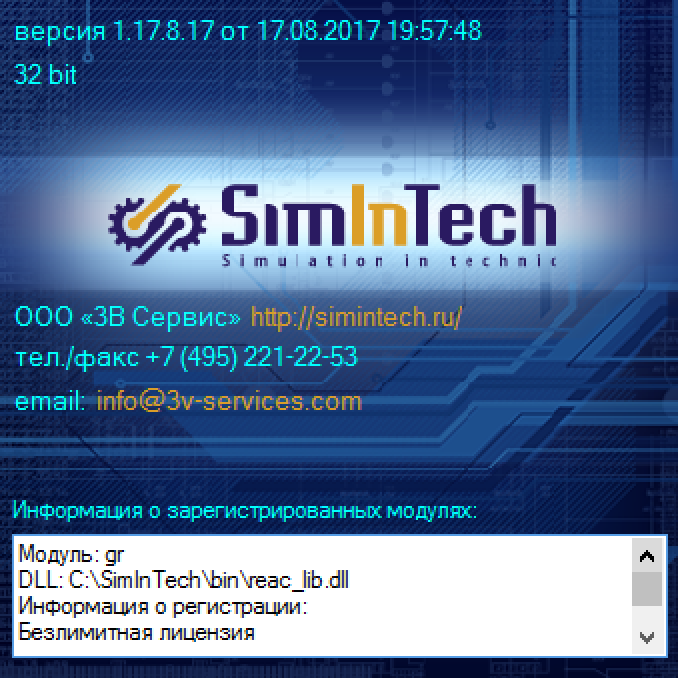 версия 1.17.8.17 от 17.08.2017 19:57:48
32 bit
SimInTech
Simulation in technic
ООО «3В Сервис» http://simintech.ru/
тел./факс +7 (495) 221-22-53
email: info@3v-services.com
Информация о зарегистрированных модулях:
Модуль: gr
DLL: C:\SimInTech\bin\reac_lib.dll
Информация о регистрации:
Безлимитная лицензия